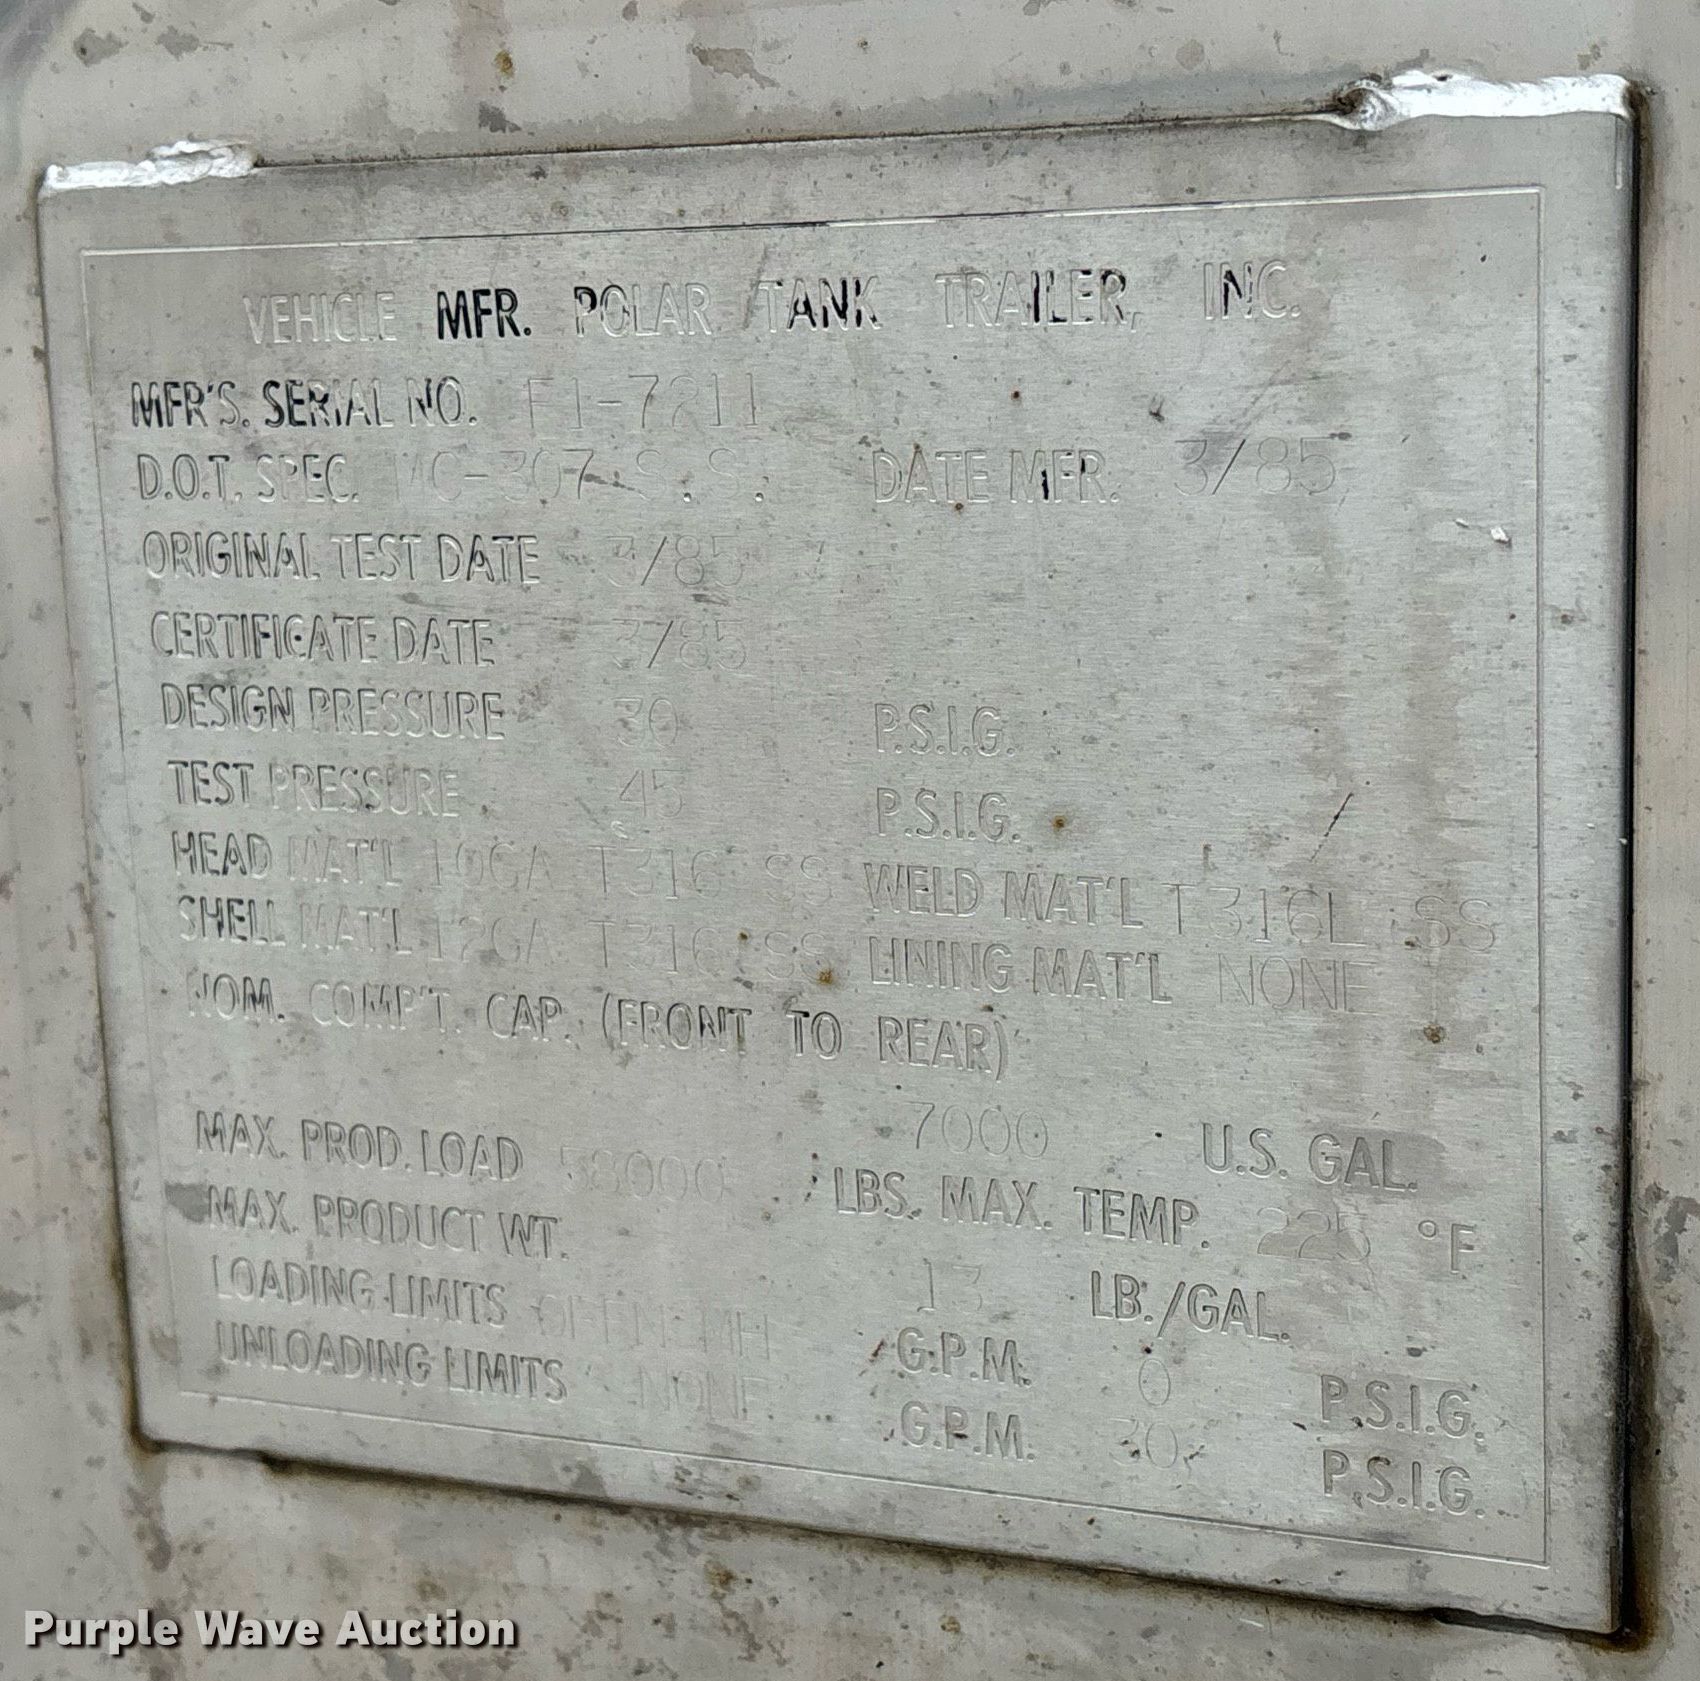 VEHICLE MFR. POLAR TANK TRAILER, INC.
MFR'S. SERIAL NO. F1-7211
D.O.T. SPEC. MC-307-S.S. DATE MFR. 3/85
ORIGINAL TEST DATE 3/85
CERTIFICATE DATE 3/85
DESIGN PRESSURE 30 P.S.I.G.
TEST PRESSURE 45 P.S.I.G.
HEAD MAT'L 10GA T316 SS WELD MAT'L T316L SS
SHELL MAT'L 12GA T316 SS LINING MAT'L NONE
NOM. COMP'T. CAP. (FRONT TO REAR)
7000 U.S. GAL.
MAX. PROD. LOAD 58000 LBS. MAX. TEMP. 225 °F
MAX. PRODUCT WT. 13 LB./GAL.
LOADING LIMITS OPEN MH G.P.M. 0 P.S.I.G.
UNLOADING LIMITS NONE G.P.M. 30 P.S.I.G.
Purple Wave Auction